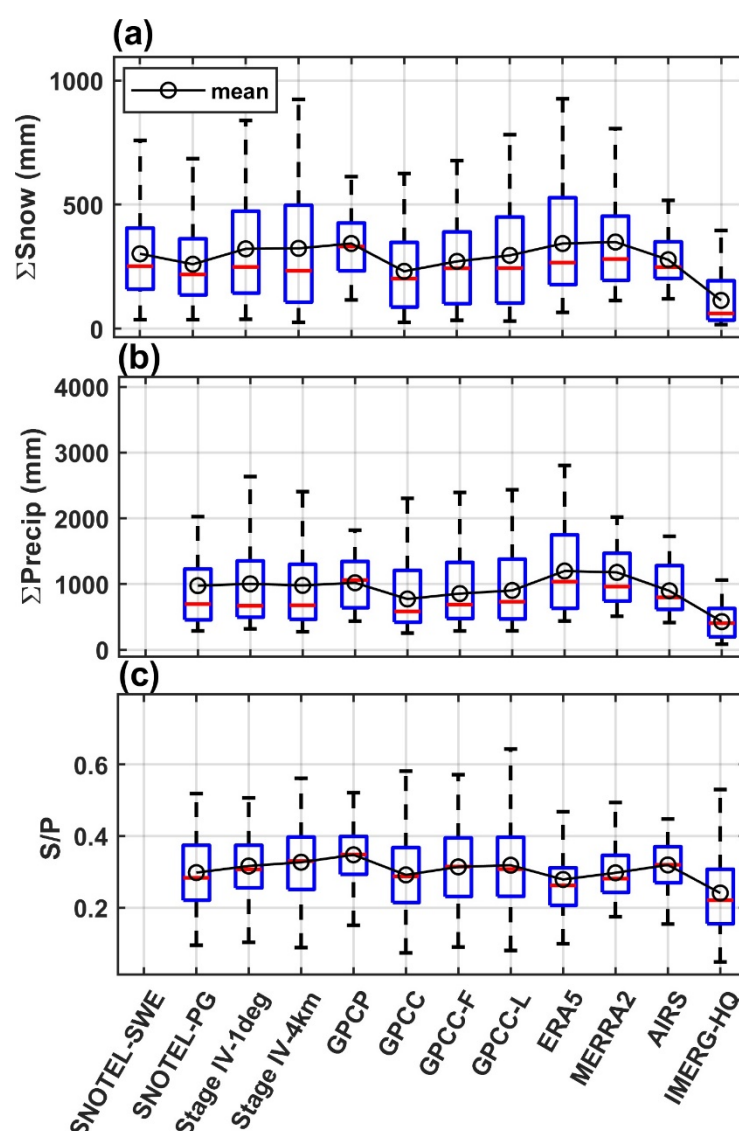 (a)
1000
mean
500
0
ΣSnow (mm)
(b)
4000
3000
2000
1000
0
ΣPrecip (mm)
(c)
0.6
0.4
0.2
S/P
SNOTEL-SWE
SNOTEL-PG
Stage IV-1deg
Stage IV-4km
GPCP
GPCC
GPCC-F
GPCC-L
ERA5
MERRA2
AIRS
IMERG-HQ